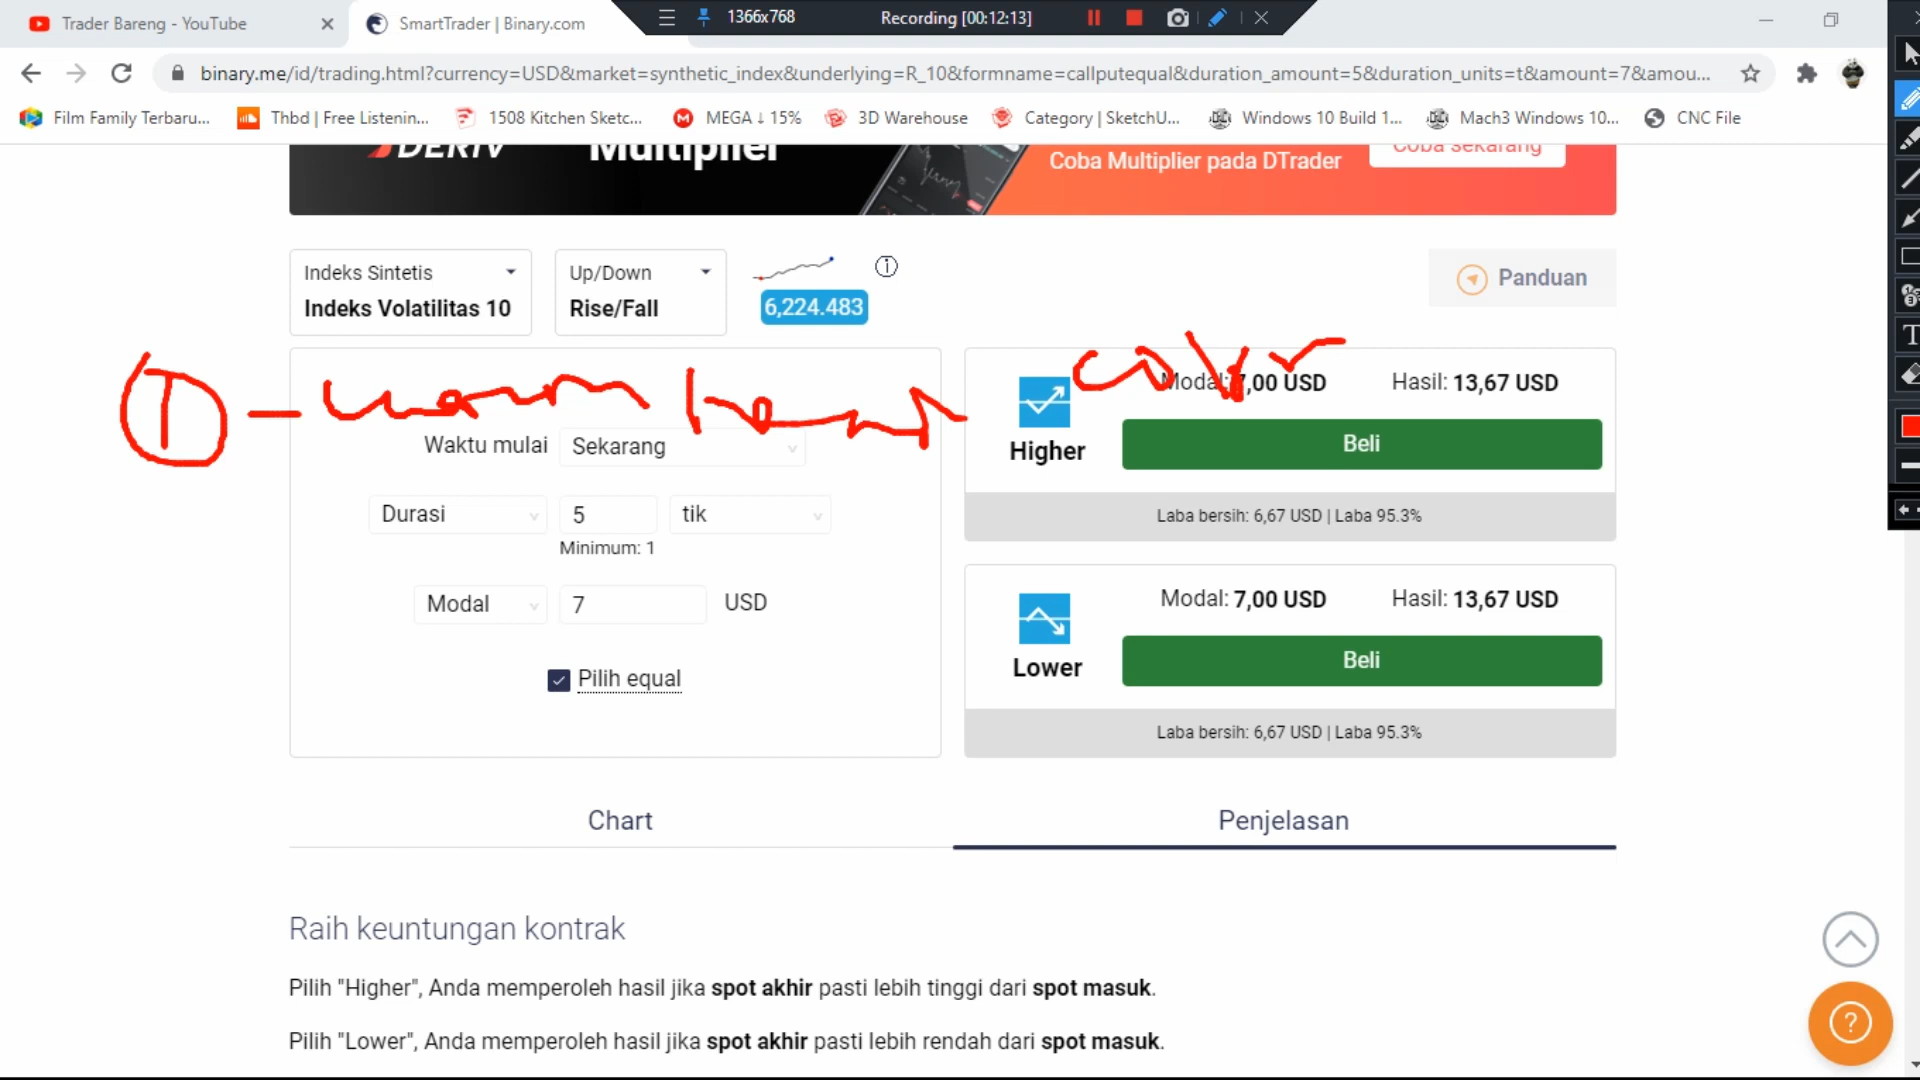 Trader Bareng - YouTube
SmartTrader | Binary.com
1366x768
Recording [00:12:13]
binary.me/id/trading.html?currency=USD&market=synthetic_index&underlying=R_10&formname=callputequal&duration_amount=5&duration_units=t&amount=7&amou...
Film Family Terbaru...
Thbd | Free Listenin...
1508 Kitchen Sketc...
MEGA ↓ 15%
3D Warehouse
Category | SketchU...
Windows 10 Build 1...
Mach3 Windows 10...
CNC File
DERIV
Multiplier
Coba Multiplier pada DTrader
Coba sekarang
Indeks Sintetis
Indeks Volatilitas 10
Up/Down
Rise/Fall
6,224.483
Panduan
Waktu mulai
Sekarang
Durasi
5
tik
Minimum: 1
Modal
7
USD
Pilih equal
Higher
Modal: 7,00 USD
Hasil: 13,67 USD
Beli
Laba bersih: 6,67 USD | Laba 95.3%
Lower
Modal: 7,00 USD
Hasil: 13,67 USD
Beli
Laba bersih: 6,67 USD | Laba 95.3%
Chart
Penjelasan
Raih keuntungan kontrak
Pilih "Higher", Anda memperoleh hasil jika spot akhir pasti lebih tinggi dari spot masuk.
Pilih "Lower", Anda memperoleh hasil jika spot akhir pasti lebih rendah dari spot masuk.